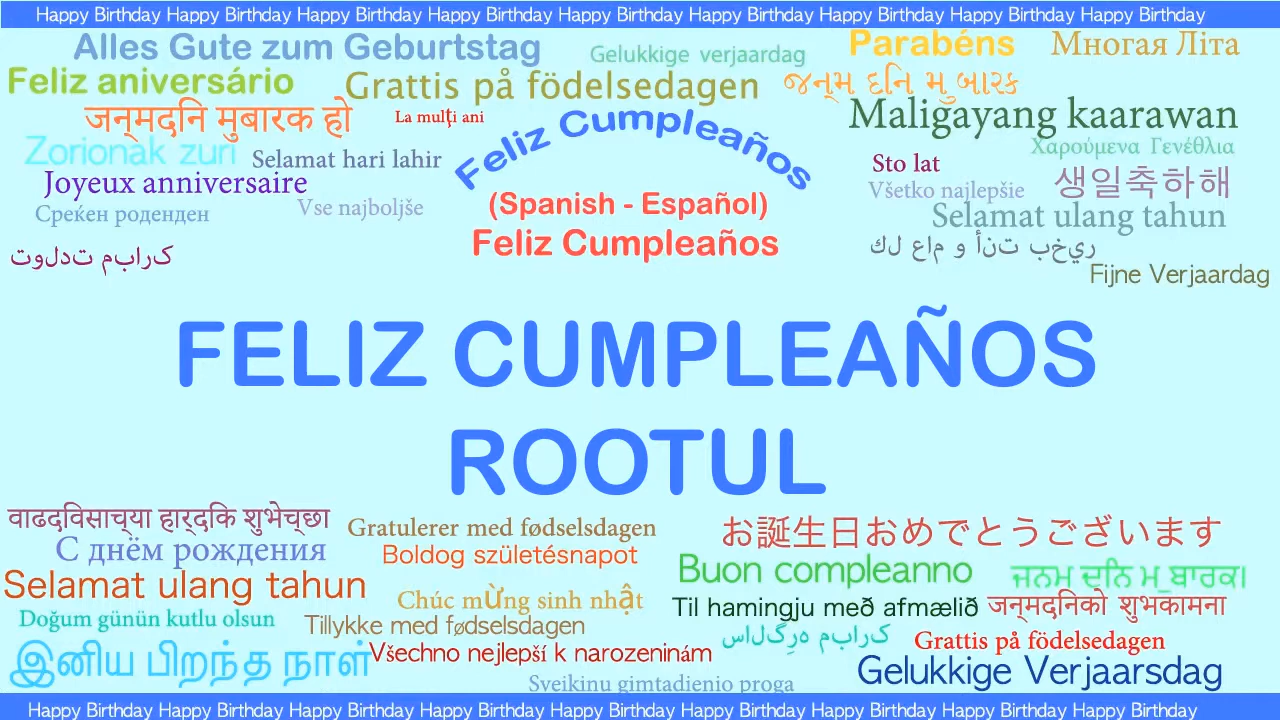 Happy Birthday Happy Birthday Happy Birthday Happy Birthday Happy Birthday Happy Birthday Happy Birthday Happy Birthday Happy Birthday
Alles Gute zum Geburtstag
Gelukkige verjaardag
Parabéns
Многая Літа
Feliz aniversário
Grattis på födelsedagen
જન્મ દિન મુબારક
जन्मदिन मुबारक हो
La mulţi ani
Feliz Cumpleaños
Maligayang kaarawan
Zorionak zuri
Selamat hari lahir
Χαρούμενα Γενέθλια
Sto lat
Joyeux anniversaire
Všetko najlepšie
생일축하해
(Spanish - Español)
Среќен роденден
Vse najboljše
Selamat ulang tahun
Feliz Cumpleaños
تولدت مبارک
كل عام و أنت بخير
Fijne Verjaardag
FELIZ CUMPLEAÑOS
ROOTUL
वाढदिवसाच्या हार्दिक शुभेच्छा
Gratulerer med fødselsdagen
お誕生日おめでとうございます
С днём рождения
Boldog születésnapot
Buon compleanno
ਜਨਮ ਦਿਨ ਮੁਬਾਰਕ।
Selamat ulang tahun
Chúc mừng sinh nhật
Til hamingju með afmælið
जन्मदिनको शुभकामना
Doğum günün kutlu olsun
Tillykke med fødselsdagen
سالگرہ مبارک
Grattis på födelsedagen
இனிய பிறந்த நாள்
Všechno nejlepší k narozeninám
Gelukkige Verjaarsdag
Sveikinu gimtadienio proga
Happy Birthday Happy Birthday Happy Birthday Happy Birthday Happy Birthday Happy Birthday Happy Birthday Happy Birthday Happy Birthday